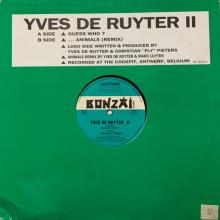 YVES DE RUYTER II
A SIDE ▲ GUESS WHO ?
B SIDE ▲ ... ANIMALS (REMIX)
▲ LOGO SIDE WRITTEN & PRODUCED BY
YVES DE RUYTER & CHRISTIAN "FLY" PIETERS
▲ ANIMALS REMIX BY YVES DE RUYTER & MARC LUYTEN
▲ RECORDED AT THE COCKPIT, ANTWERP, BELGIUM
BONZAÏ
YVES DE RUYTER II